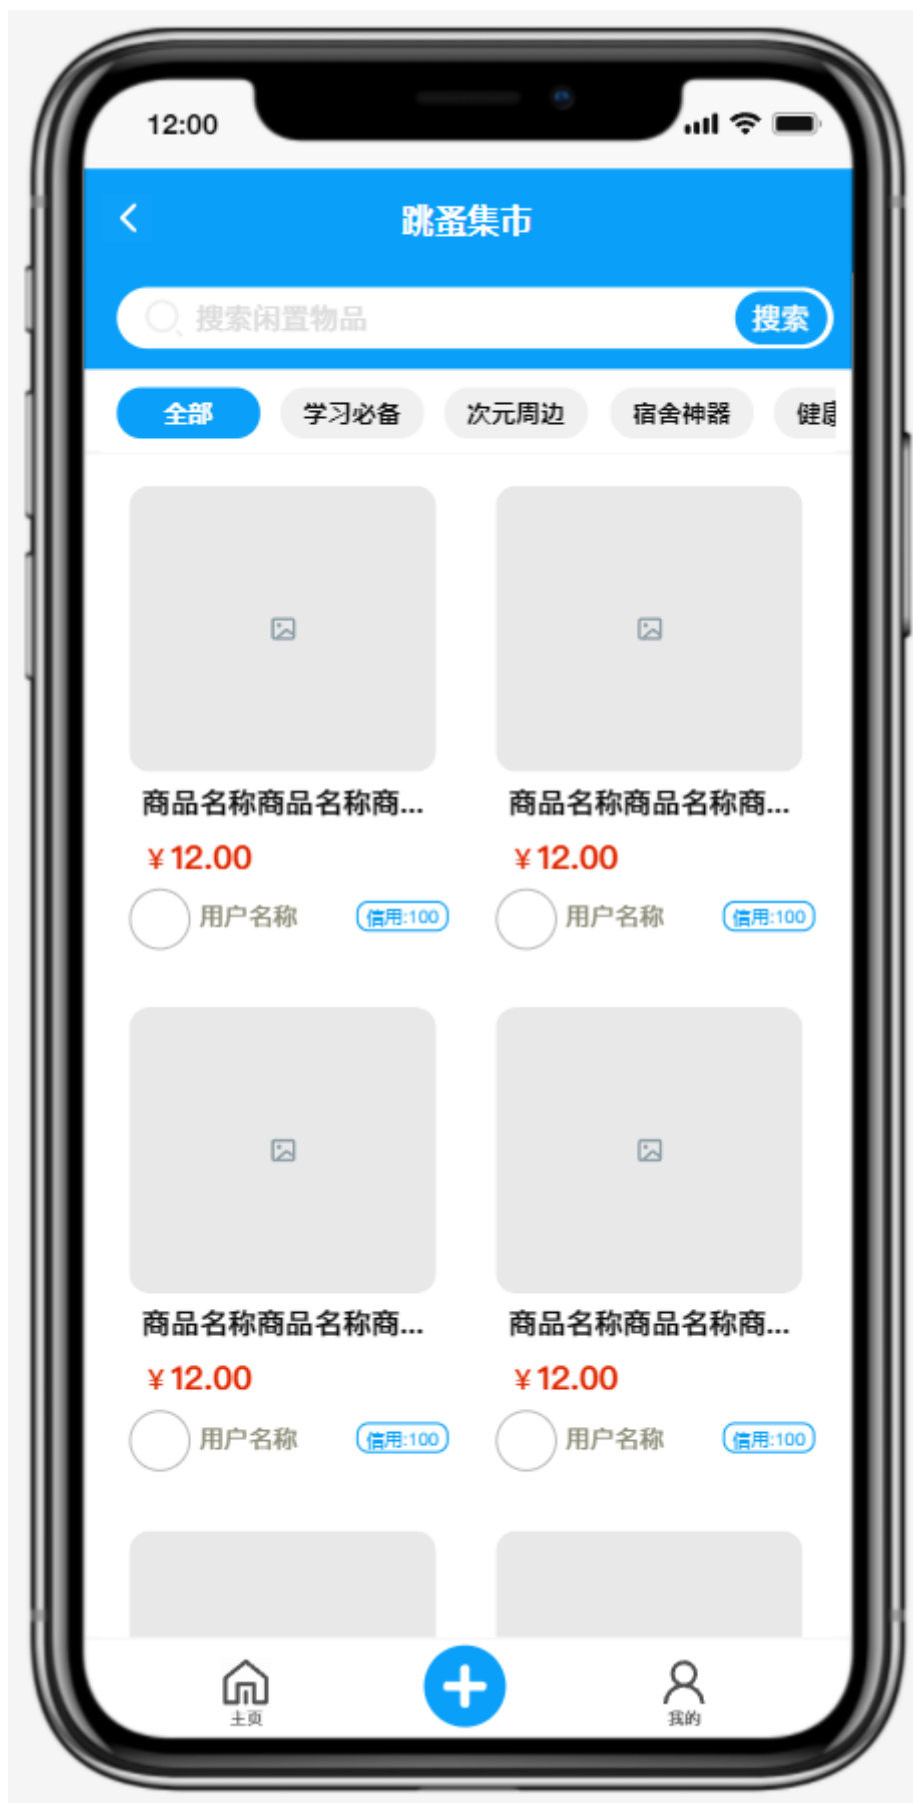 12:00
跳蚤集市
搜索闲置物品 搜索
全部 学习必备 次元周边 宿舍神器 健康
商品名称商品名称商... 商品名称商品名称商...
¥12.00 ¥12.00
用户名称 信用:100 用户名称 信用:100
商品名称商品名称商... 商品名称商品名称商...
¥12.00 ¥12.00
用户名称 信用:100 用户名称 信用:100
主页 我的